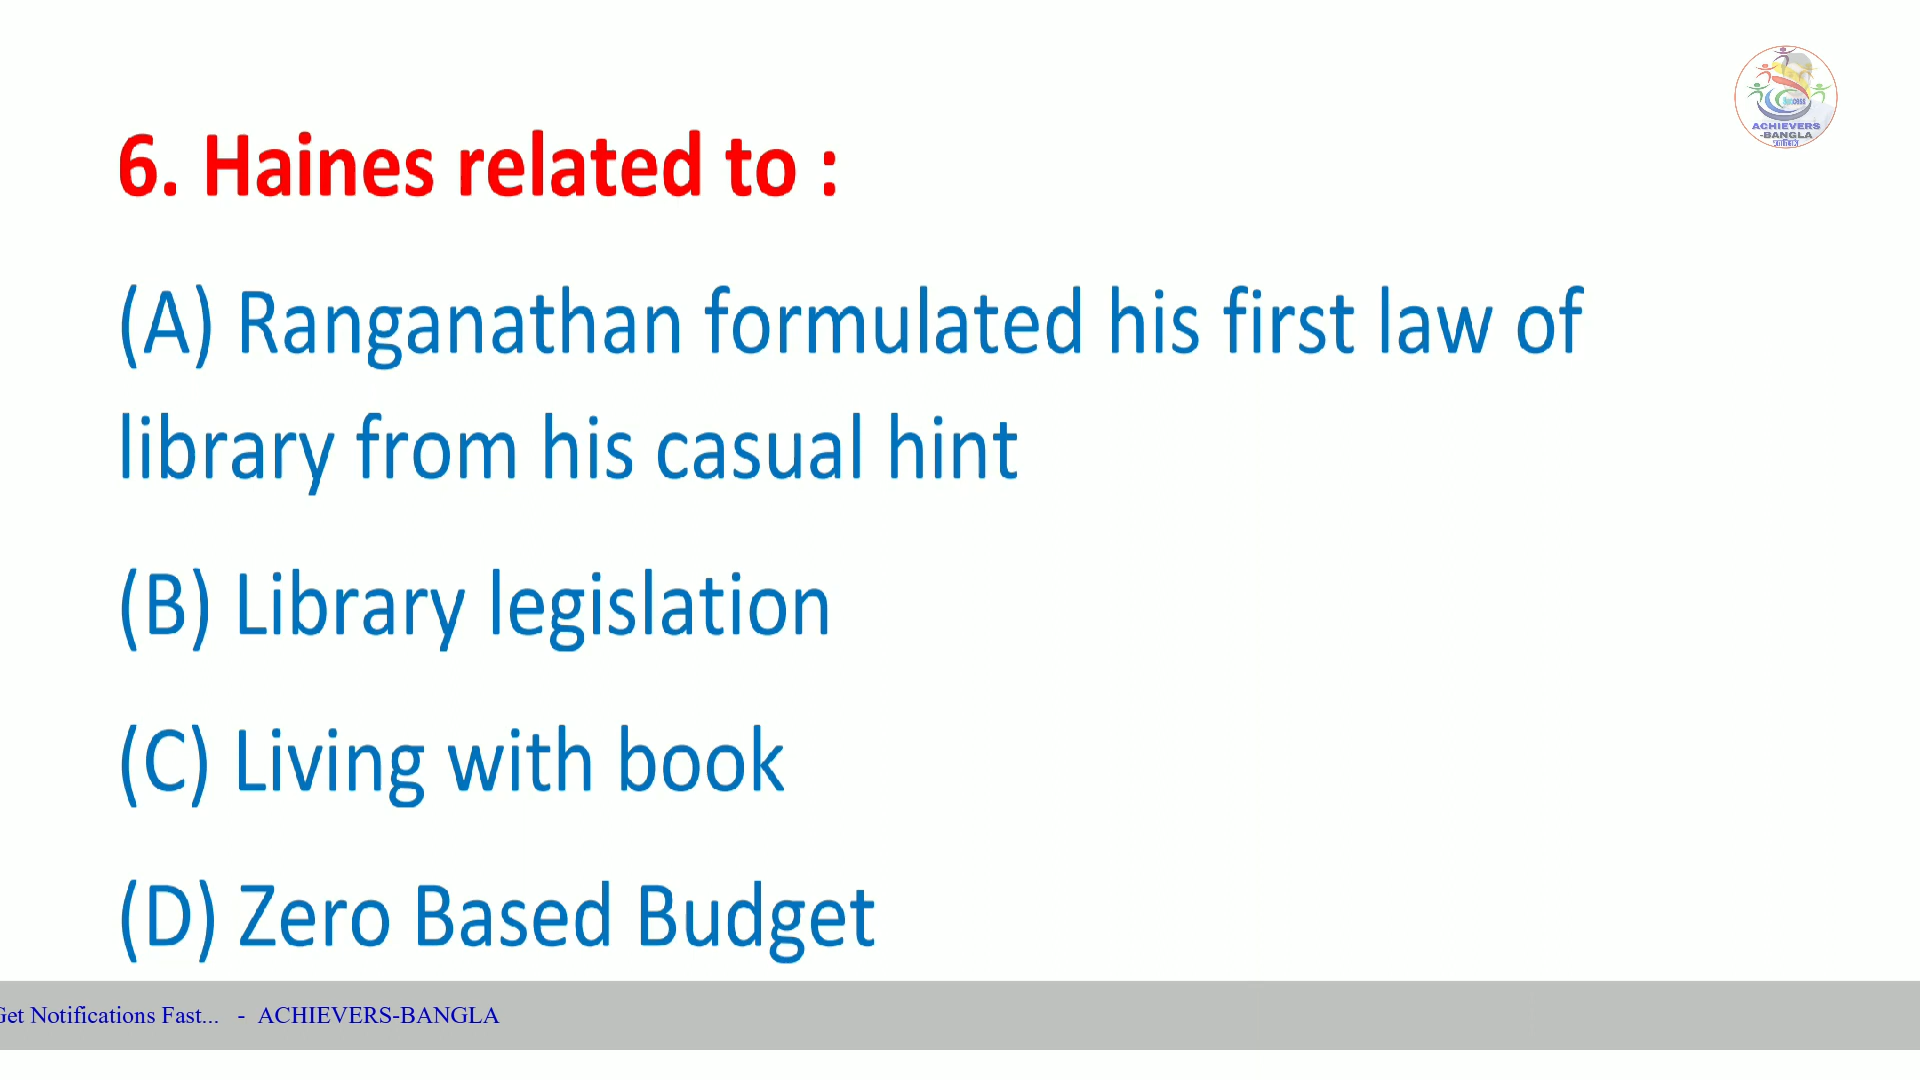 6. Haines related to :
(A) Ranganathan formulated his first law of
library from his casual hint
(B) Library legislation
(C) Living with book
(D) Zero Based Budget
ACHIEVERS
-BANGLA
Get Notifications Fast... - ACHIEVERS-BANGLA